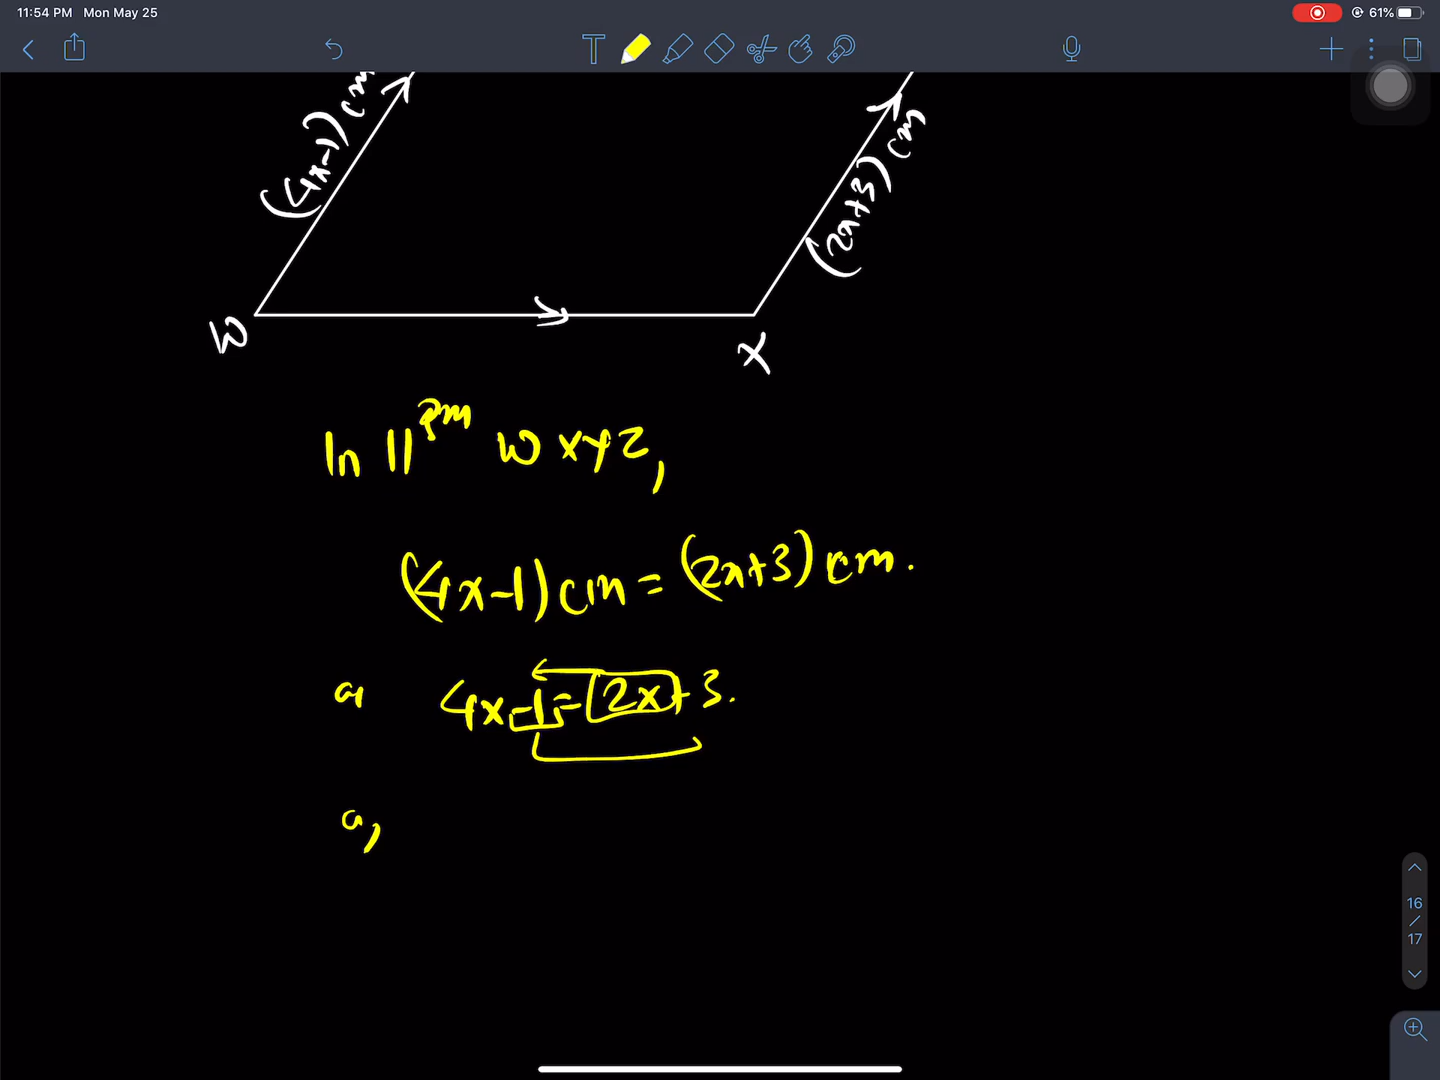 11:54 PM Mon May 25
61%
(4x-1) cm
(2x+3) cm
W
X
In ||gm WXYZ,
(4x-1) cm = (2x+3) cm.
4x-1=2x+3.
16
/
17